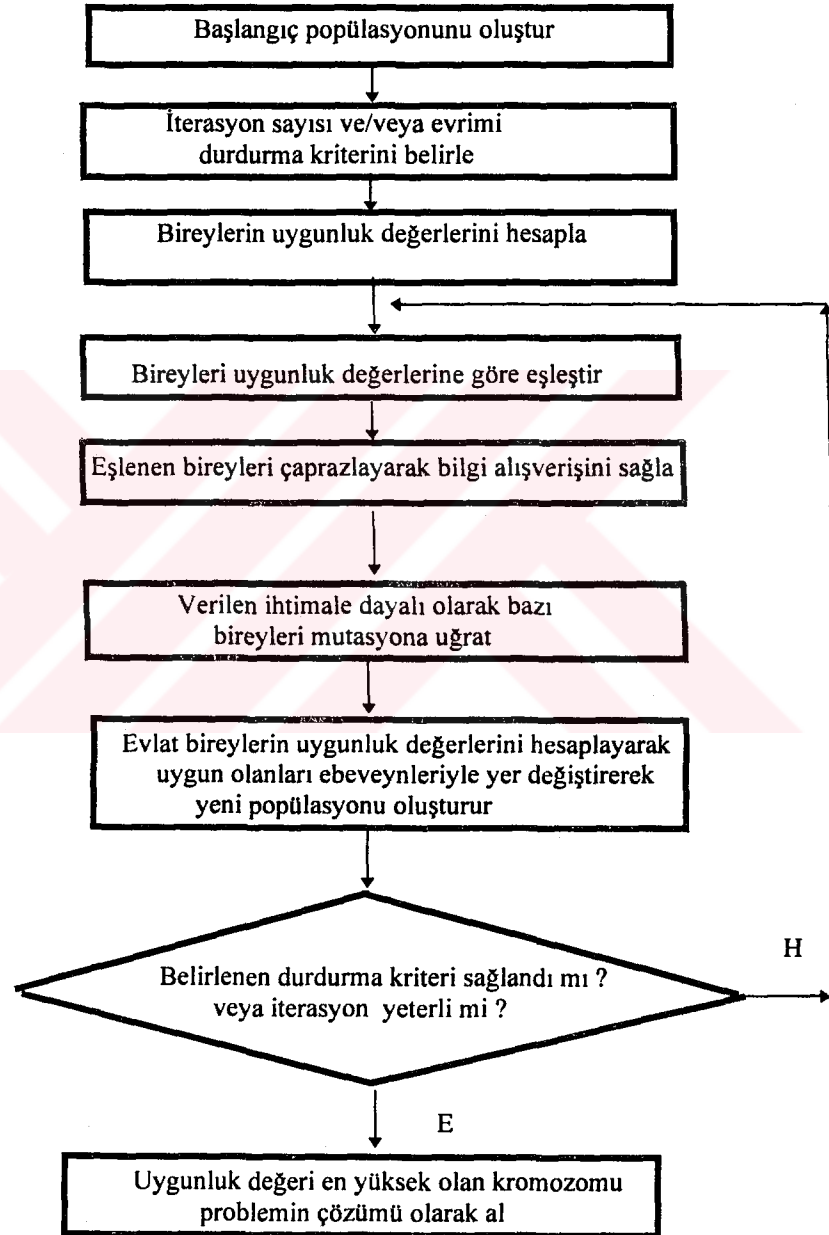 Başlangıç popülasyonunu oluştur
İterasyon sayısı ve/veya evrimi
durdurma kriterini belirle
Bireylerin uygunluk değerlerini hesapla
Bireyleri uygunluk değerlerine göre eşleştir
Eşlenen bireyleri çaprazlayarak bilgi alışverişini sağla
Verilen ihtimale dayalı olarak bazı
bireyleri mutasyona uğrat
Evlat bireylerin uygunluk değerlerini hesaplayarak
uygun olanları ebeveynleriyle yer değiştirerek
yeni popülasyonu oluşturur
Belirlenen durdurma kriteri sağlandı mı ?
veya iterasyon yeterli mi ?
H
E
Uygunluk değeri en yüksek olan kromozomu
problemin çözümü olarak al